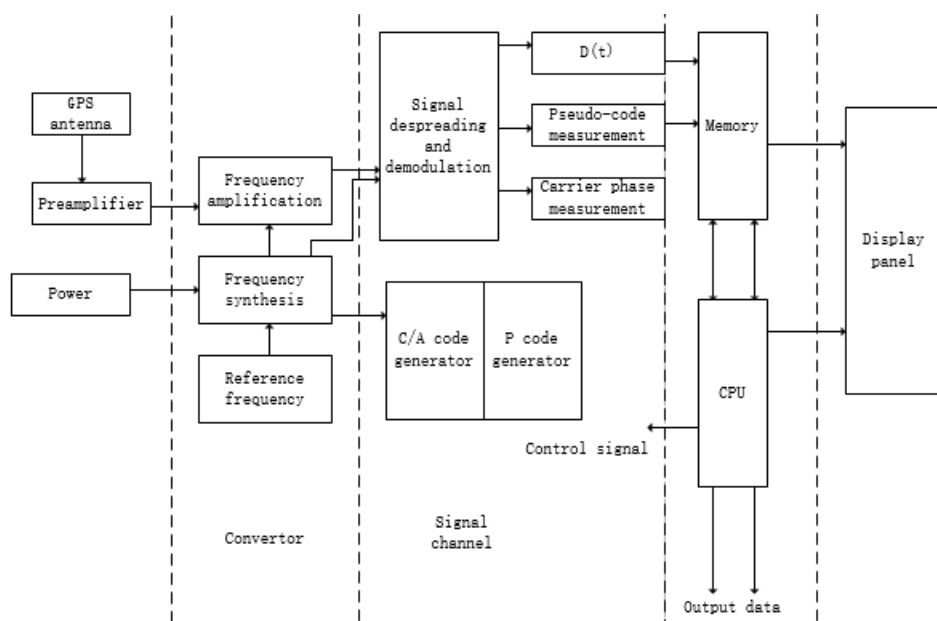 GPS
antenna
Preamplifier
Power
Frequency
amplification
Frequency
synthesis
Reference
frequency
Convertor
Signal
despreading
and
demodulation
C/A code
generator
P code
generator
Signal
channel
D(t)
Pseudo-code
measurement
Carrier phase
measurement
Control signal
Memory
CPU
Output data
Display
panel